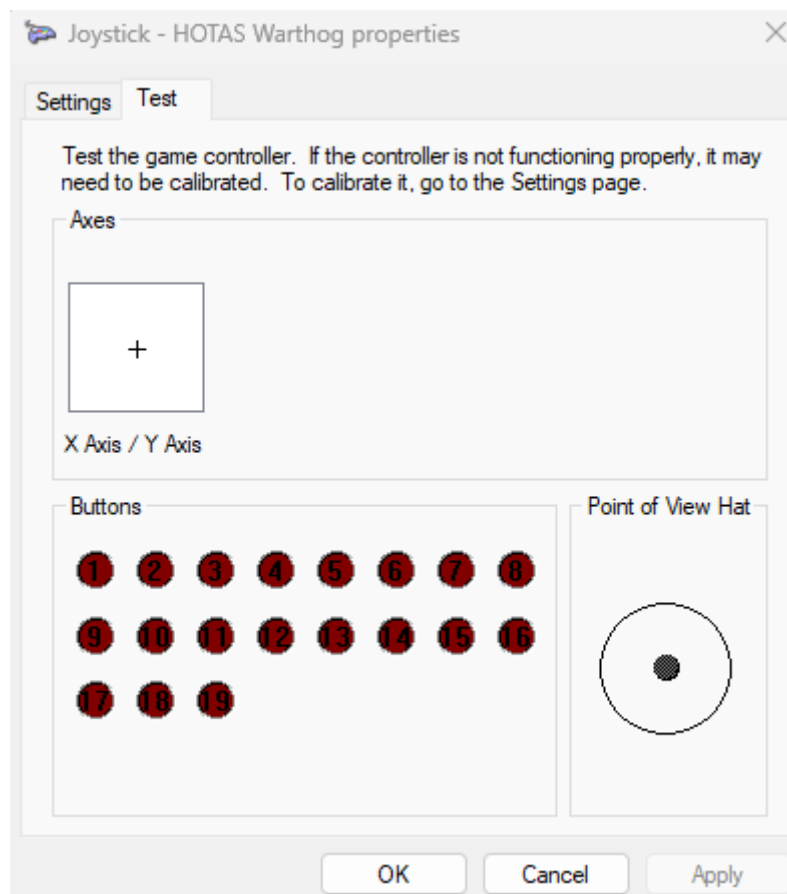 Joystick - HOTAS Warthog properties
Settings Test
Test the game controller. If the controller is not functioning properly, it may
need to be calibrated. To calibrate it, go to the Settings page.
Axes
X Axis / Y Axis
Buttons
1 2 3 4 5 6 7 8
9 10 11 12 13 14 15 16
17 18 19
Point of View Hat
OK Cancel Apply